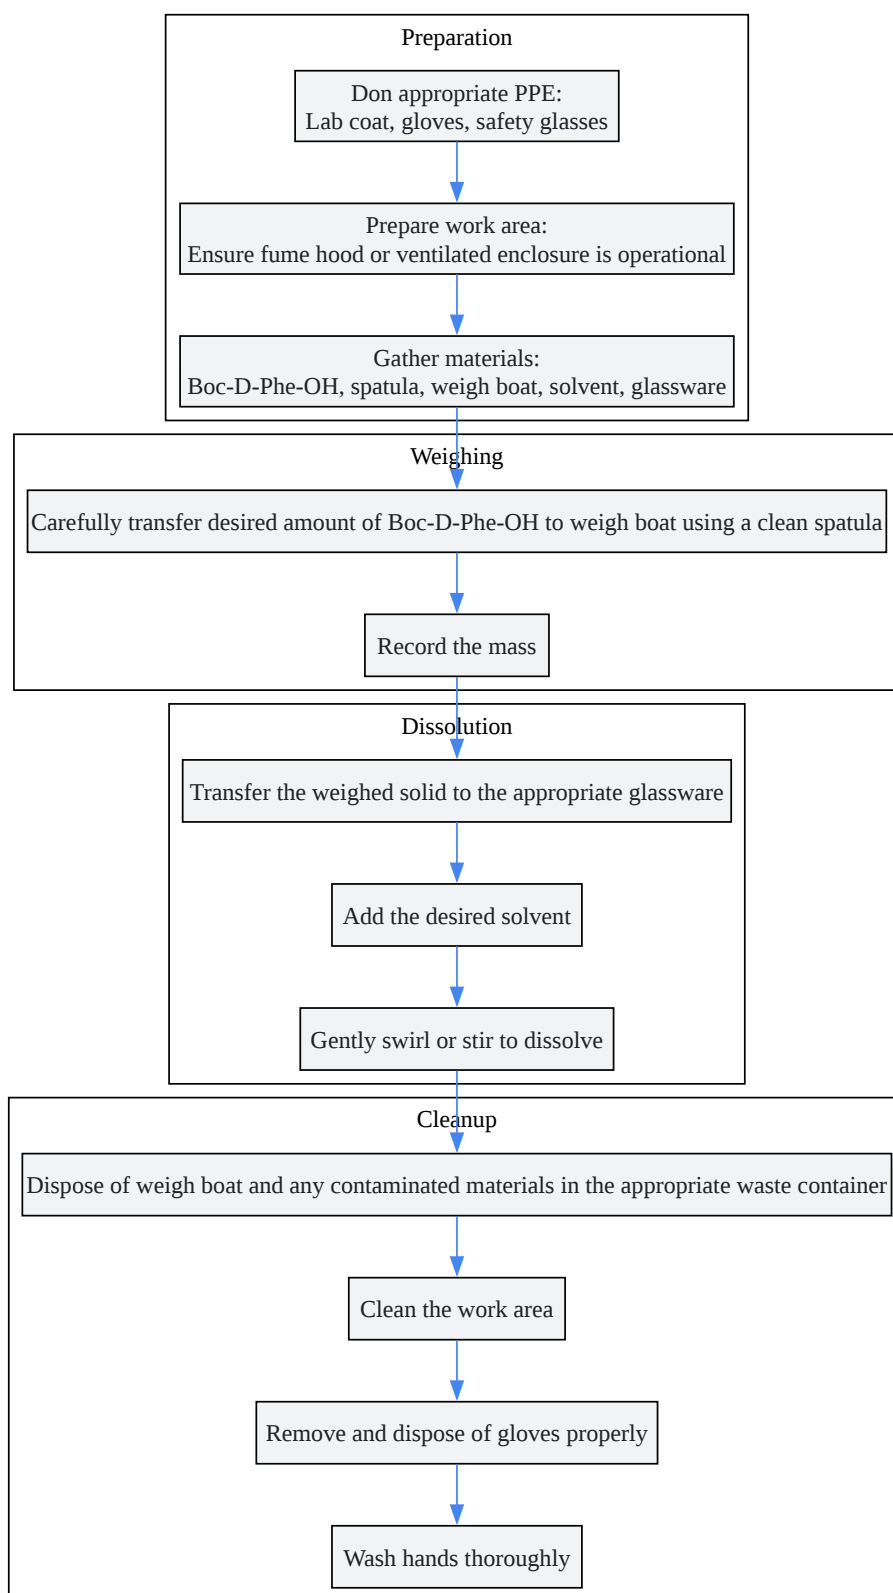 Preparation
Don appropriate PPE:
Lab coat, gloves, safety glasses
Prepare work area:
Ensure fume hood or ventilated enclosure is operational
Gather materials:
Boc-D-Phe-OH, spatula, weigh boat, solvent, glassware
Weighing
Carefully transfer desired amount of Boc-D-Phe-OH to weigh boat using a clean spatula
Record the mass
Dissolution
Transfer the weighed solid to the appropriate glassware
Add the desired solvent
Gently swirl or stir to dissolve
Cleanup
Dispose of weigh boat and any contaminated materials in the appropriate waste container
Clean the work area
Remove and dispose of gloves properly
Wash hands thoroughly